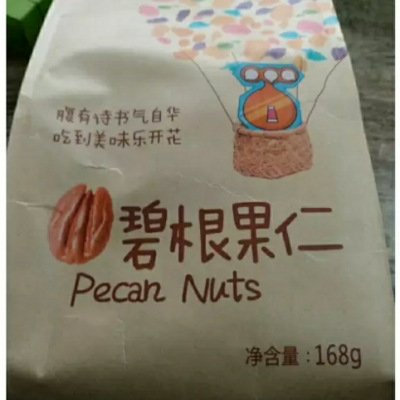 腹有诗书气自华
吃到美味乐开花
碧根果仁
Pecan Nuts
净含量:168g